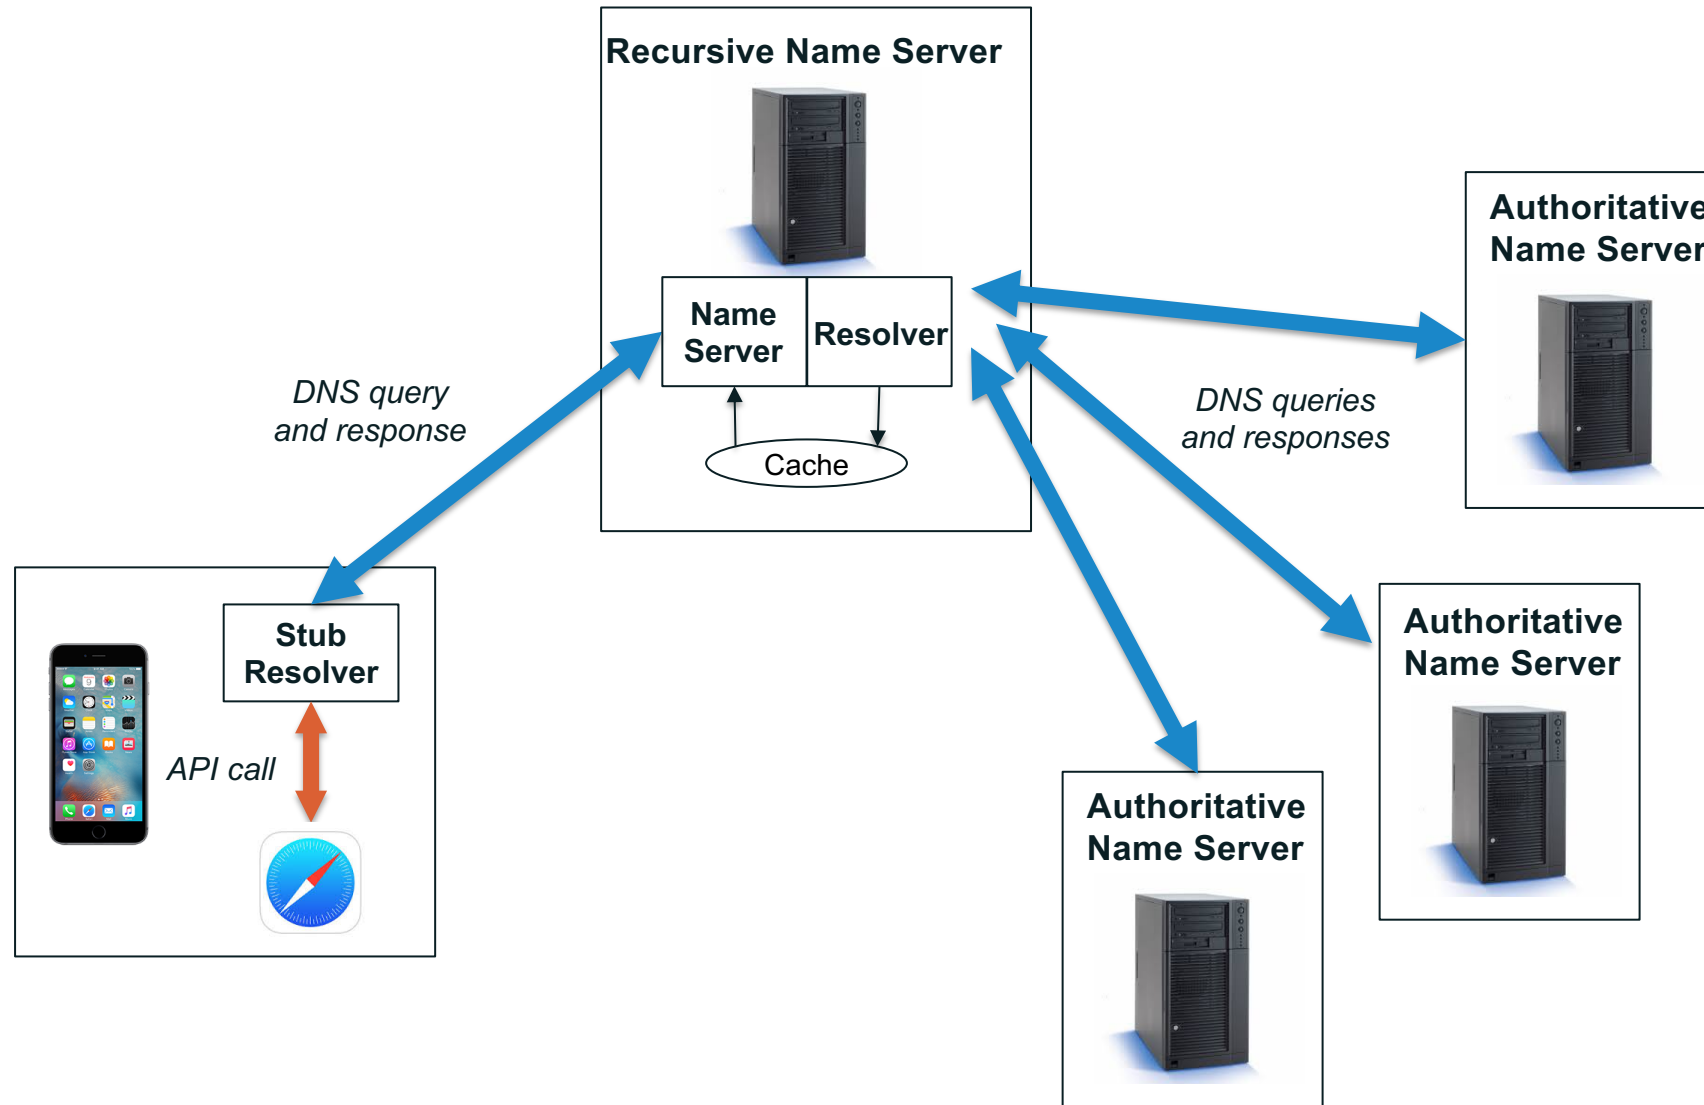 Recursive Name Server
Name
Server
Resolver
Cache
DNS query
and response
DNS queries
and responses
Authoritative
Name Server
Stub
Resolver
API call
Authoritative
Name Server
Authoritative
Name Server